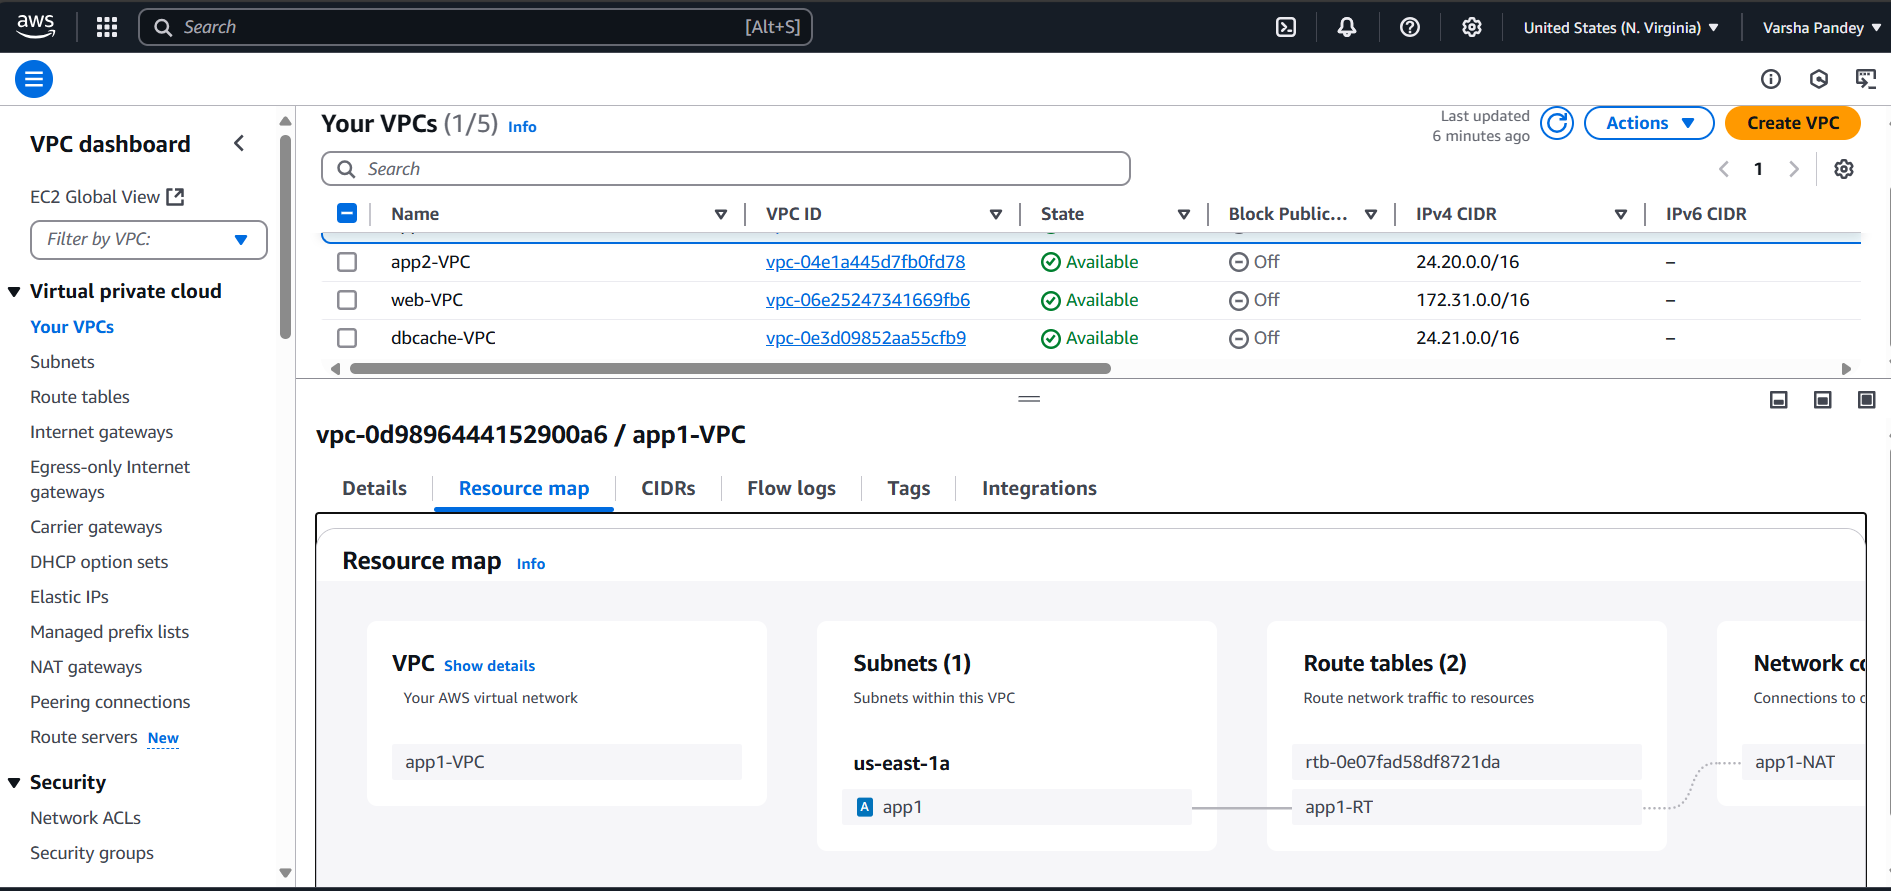 aws
Search [Alt+S]
United States (N. Virginia)
Varsha Pandey
VPC dashboard
EC2 Global View
Filter by VPC:
Virtual private cloud
Your VPCs
Subnets
Route tables
Internet gateways
Egress-only Internet
gateways
Carrier gateways
DHCP option sets
Elastic IPs
Managed prefix lists
NAT gateways
Peering connections
Route servers New
Security
Network ACLs
Security groups
Your VPCs (1/5) Info
Last updated
6 minutes ago
Actions
Create VPC
Search
1
Name VPC ID State Block Public... IPv4 CIDR IPv6 CIDR
app2-VPC vpc-04e1a445d7fb0fd78 Available Off 24.20.0.0/16 –
web-VPC vpc-06e25247341669fb6 Available Off 172.31.0.0/16 –
dbcache-VPC vpc-0e3d09852aa55cfb9 Available Off 24.21.0.0/16 –
vpc-0d9896444152900a6 / app1-VPC
Details Resource map CIDRs Flow logs Tags Integrations
Resource map Info
VPC Show details
Your AWS virtual network
app1-VPC
Subnets (1)
Subnets within this VPC
us-east-1a
A app1
Route tables (2)
Route network traffic to resources
rtb-0e07fad58df8721da
app1-RT
Network
Connections to
app1-NAT